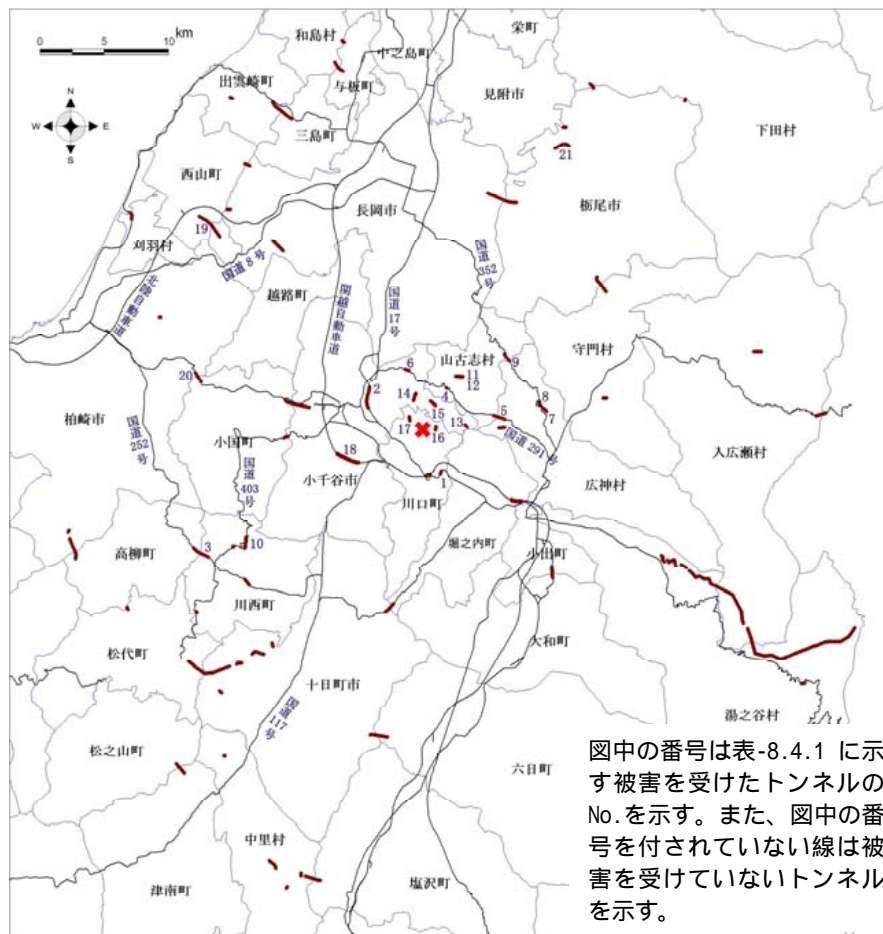 km
0 5 10
N
W E
S
和島村
中之島町
栄町
出雲崎町
与板町
見附市
三島町
下田村
21
西山町
長岡市
栃尾市
19
刈羽村
国道8号
国道352号
北陸自動車道
越路町
関越自動車道
国道17号
守門村
山古志村
9
6
11
12
20
2
14
4
8
7
15
5
13
17
16
国道291号
柏崎市
国道252号
小国町
18
入広瀬村
国道403号
小千谷市
1
広神村
川口町
堀之内町
小出町
高柳町
3
10
川西町
大和町
松代町
十日町市
湯之谷村
国道117号
松之山町
六日町
中里村
津南町
塩沢町
図中の番号は表-8.4.1 に示
す被害を受けたトンネルの
No.を示す。また、図中の番
号を付されていない線は被
害を受けていないトンネル
を示す。